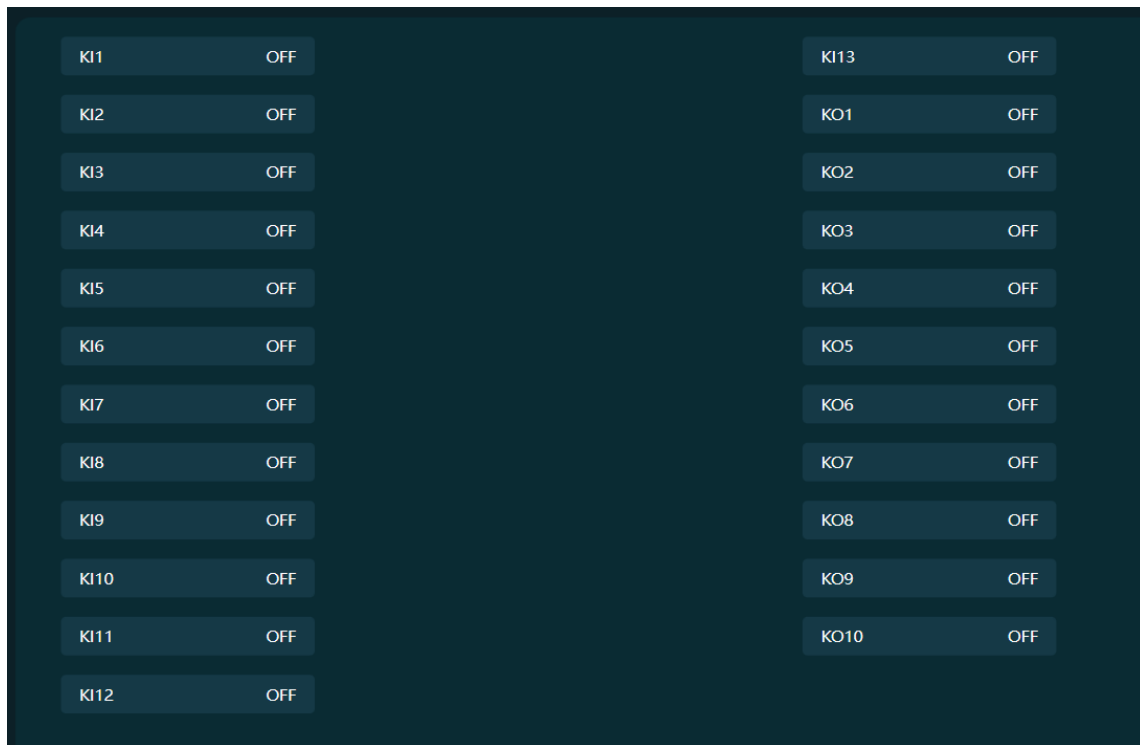 KI1 OFF
KI2 OFF
KI3 OFF
KI4 OFF
KI5 OFF
KI6 OFF
KI7 OFF
KI8 OFF
KI9 OFF
KI10 OFF
KI11 OFF
KI12 OFF
KI13 OFF
KO1 OFF
KO2 OFF
KO3 OFF
KO4 OFF
KO5 OFF
KO6 OFF
KO7 OFF
KO8 OFF
KO9 OFF
KO10 OFF